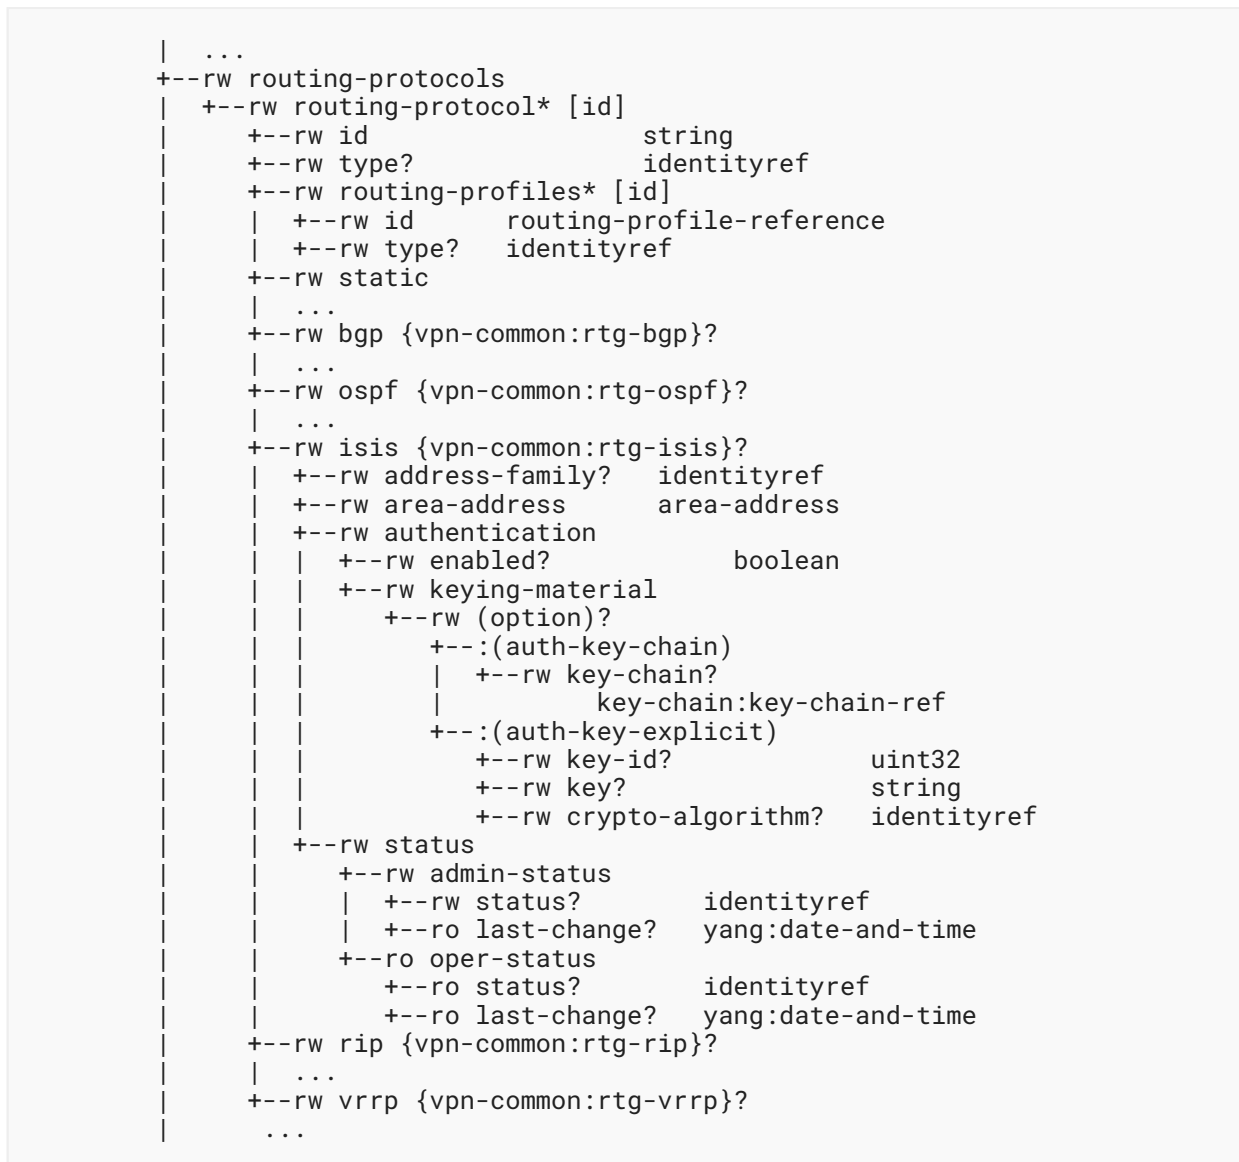 |  ...
+--rw routing-protocols
|  +--rw routing-protocol* [id]
|     +--rw id                  string
|     +--rw type?               identityref
|     +--rw routing-profiles* [id]
|     |  +--rw id      routing-profile-reference
|     |  +--rw type?   identityref
|     +--rw static
|     |  ...
|     +--rw bgp {vpn-common:rtg-bgp}?
|     |  ...
|     +--rw ospf {vpn-common:rtg-ospf}?
|     |  ...
|     +--rw isis {vpn-common:rtg-isis}?
|     |  +--rw address-family?   identityref
|     |  +--rw area-address      area-address
|     |  +--rw authentication
|     |  |  +--rw enabled?            boolean
|     |  |  +--rw keying-material
|     |  |     +--rw (option)?
|     |  |        +--:(auth-key-chain)
|     |  |        |  +--rw key-chain?
|     |  |        |          key-chain:key-chain-ref
|     |  |        +--:(auth-key-explicit)
|     |  |           +--rw key-id?             uint32
|     |  |           +--rw key?                string
|     |  |           +--rw crypto-algorithm?   identityref
|     |  +--rw status
|     |     +--rw admin-status
|     |     |  +--rw status?        identityref
|     |     |  +--ro last-change?   yang:date-and-time
|     |     +--ro oper-status
|     |        +--ro status?        identityref
|     |        +--ro last-change?   yang:date-and-time
|     +--rw rip {vpn-common:rtg-rip}?
|     |  ...
|     +--rw vrrp {vpn-common:rtg-vrrp}?
|      ...